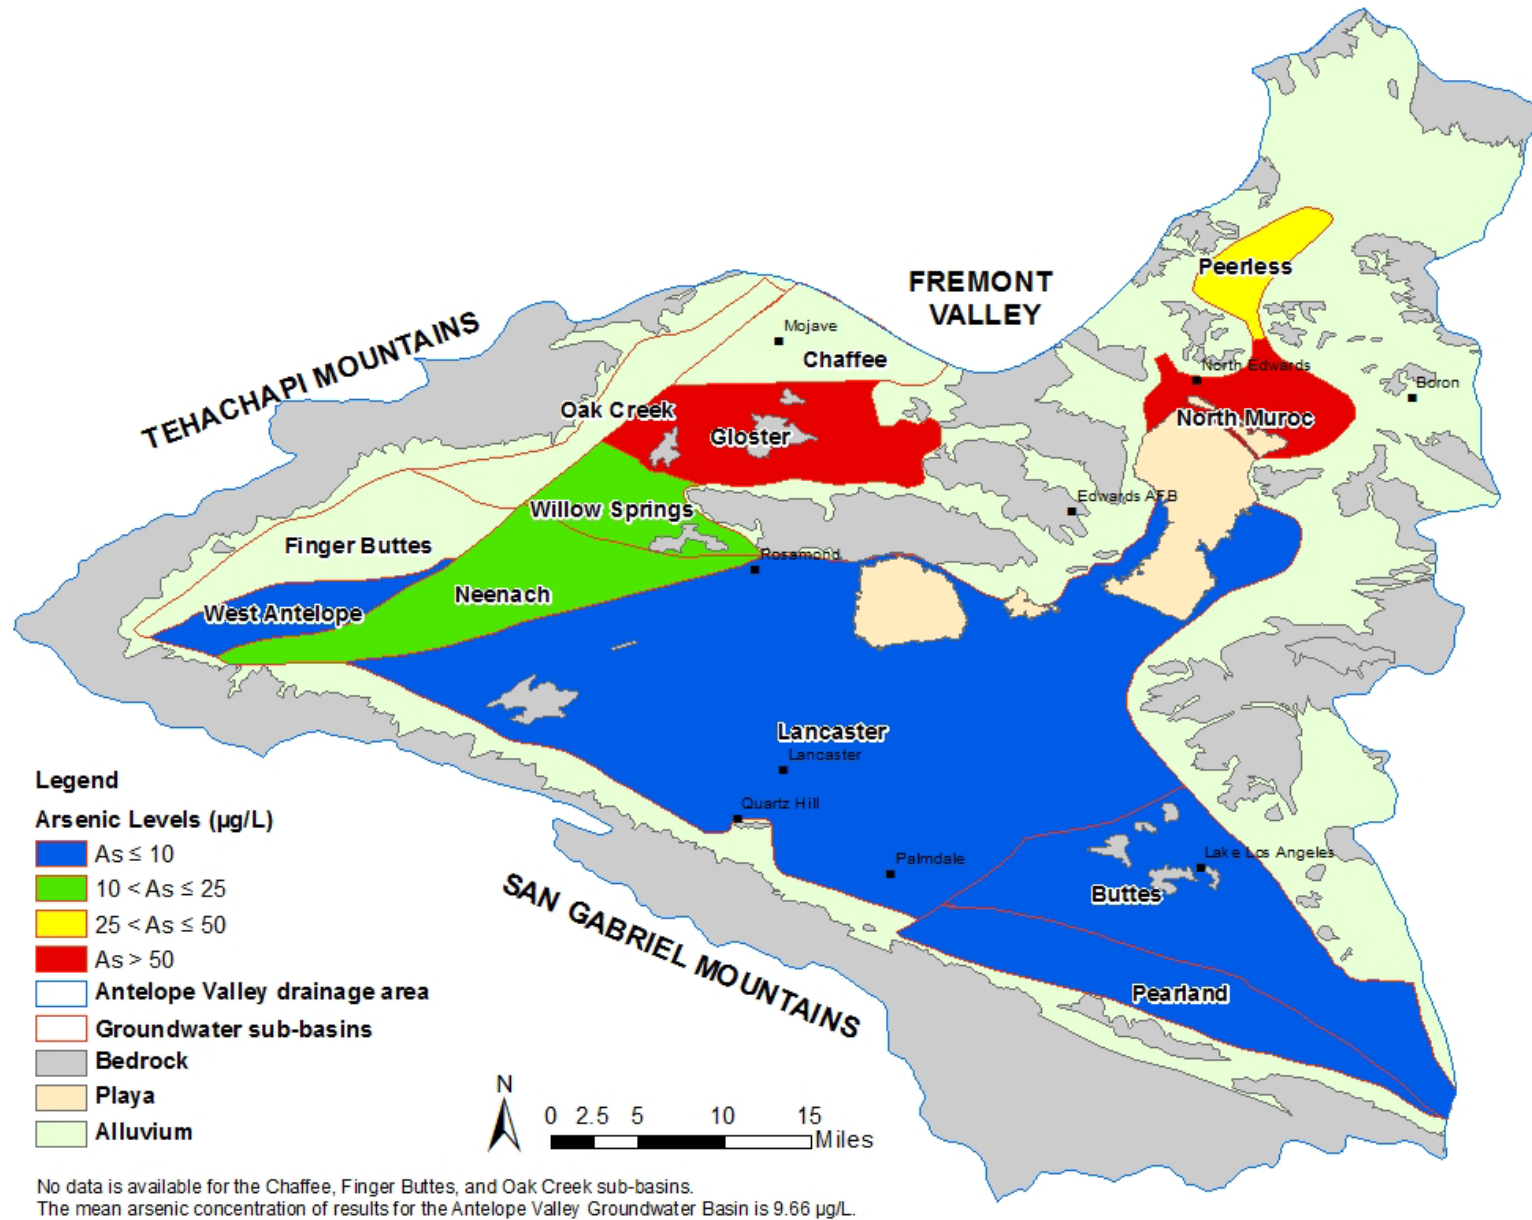 FREMONT
VALLEY
Peerless
TEHACHAPI MOUNTAINS
Mojave
Chaffee
North Edwards
Boron
Oak Creek
Gloster
North Muroc
Edwards AFB
Willow Springs
Finger Buttes
Rosamond
Neenach
West Antelope
Lancaster
Lancaster
Quartz Hill
Palmdale
Lake Los Angeles
Buttes
SAN GABRIEL MOUNTAINS
Pearland
Legend
Arsenic Levels (µg/L)
As ≤ 10
10 < As ≤ 25
25 < As ≤ 50
As > 50
Antelope Valley drainage area
Groundwater sub-basins
Bedrock
Playa
Alluvium
N
0 2.5 5 10 15
Miles
No data is available for the Chaffee, Finger Buttes, and Oak Creek sub-basins.
The mean arsenic concentration of results for the Antelope Valley Groundwater Basin is 9.66 µg/L.